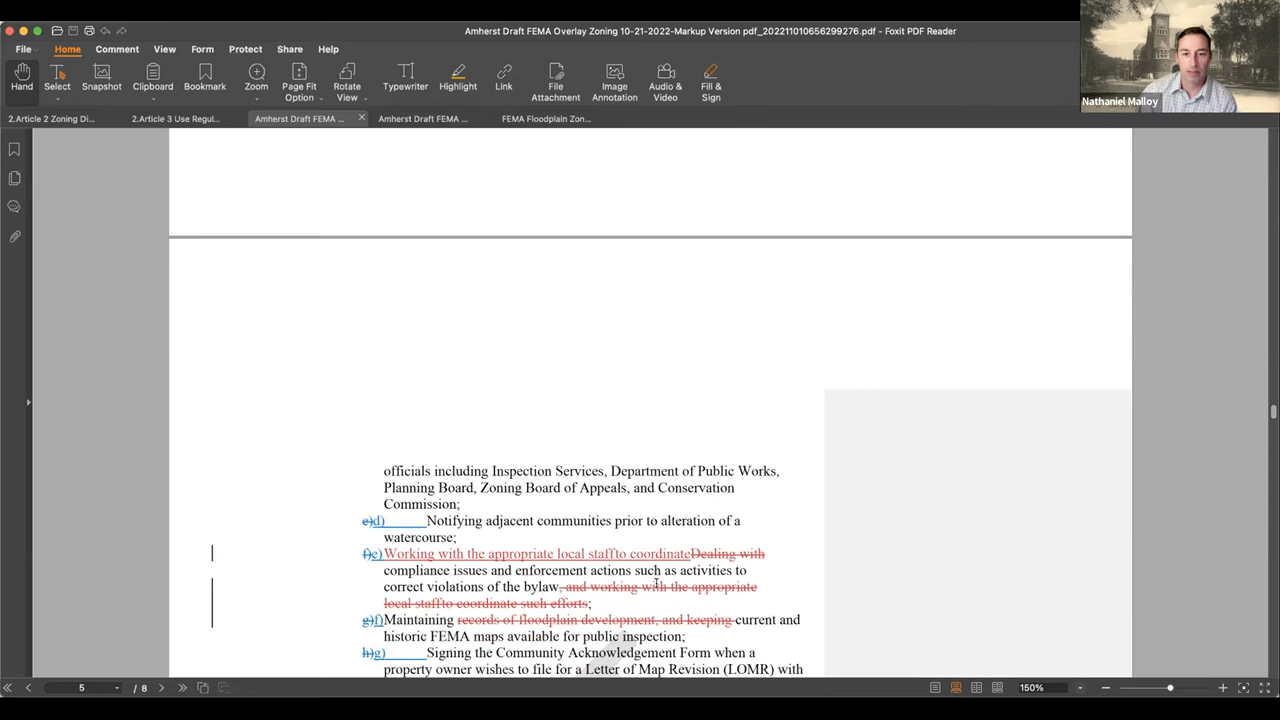 Amherst Draft FEMA Overlay Zoning 10-21-2022-Markup Version pdf_202211010656299276.pdf - Foxit PDF Reader
File Home Comment View Form Protect Share Help
Hand Select Snapshot Clipboard Bookmark Zoom Page Fit Option Rotate View Typewriter Highlight Link File Attachment Image Annotation Audio & Video Fill & Sign
Nathaniel Malloy
2.Article 2 Zoning Di... 2.Article 3 Use Regul... Amherst Draft FEMA ... Amherst Draft FEMA ... FEMA Floodplain Zon...
officials including Inspection Services, Department of Public Works,
Planning Board, Zoning Board of Appeals, and Conservation
Commission;
e)d) Notifying adjacent communities prior to alteration of a
watercourse;
f)e) Working with the appropriate local staff to coordinateDealing with
compliance issues and enforcement actions such as activities to
correct violations of the bylaw, and working with the appropriate
local staff to coordinate such efforts;
g)f) Maintaining records of floodplain development, and keeping current and
historic FEMA maps available for public inspection;
h)g) Signing the Community Acknowledgement Form when a
property owner wishes to file for a Letter of Map Revision (LOMR) with
5 / 8 150%